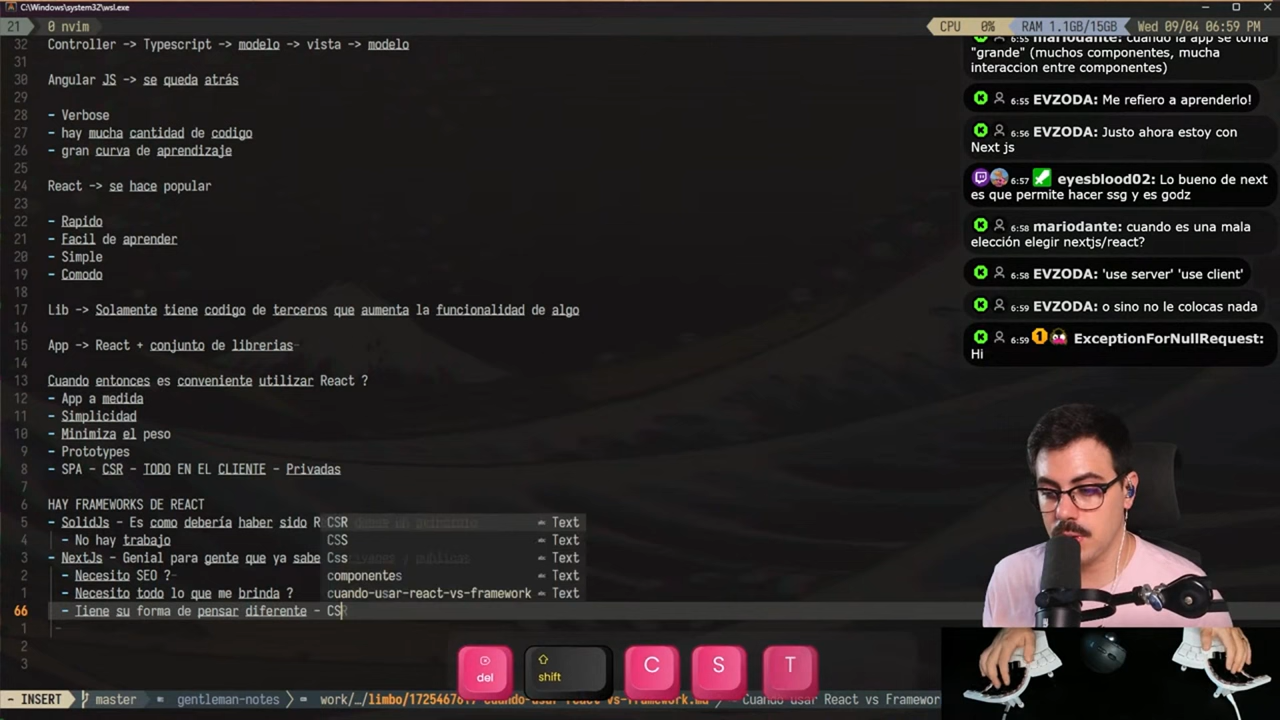 C:\Windows\system32\wsl.exe
21 0 nvim
CPU 0% RAM 1.1GB/15GB Wed 09/04 06:59 PM
32 Controller -> Typescript -> modelo -> vista -> modelo
31
30 Angular JS -> se queda atrás
29
28 - Verbose
27 - hay mucha cantidad de codigo
26 - gran curva de aprendizaje
25
24 React -> se hace popular
23
22 - Rapido
21 - Facil de aprender
20 - Simple
19 - Comodo
18
17 Lib -> Solamente tiene codigo de terceros que aumenta la funcionalidad de algo
16
15 App -> React + conjunto de librerias
14
13 Cuando entonces es conveniente utilizar React ?
12 - App a medida
11 - Simplicidad
10 - Minimiza el peso
9 - Prototypes
8 - SPA - CSR - TODO EN EL CLIENTE - Privadas
7
6 HAY FRAMEWORKS DE REACT
5 - SolidJs - Es como debería haber sido R
4 - No hay trabajo
3 - NextJs - Genial para gente que ya sabe
2 - Necesito SEO ?
1 - Necesito todo lo que me brinda ?
66 - Tiene su forma de pensar diferente - CSR
1
2
3
CSR Text
CSS Text
Css Text
componentes Text
cuando-usar-react-vs-framework Text
6:55 mariodante: cuando la app se torna
"grande" (muchos componentes, mucha
interaccion entre componentes)
6:55 EVZODA: Me refiero a aprenderlo!
6:56 EVZODA: Justo ahora estoy con
Next js
6:57 eyesblood02: Lo bueno de next
es que permite hacer ssg y es godz
6:58 mariodante: cuando es una mala
elección elegir nextjs/react?
6:58 EVZODA: 'use server' 'use client'
6:59 EVZODA: o sino no le colocas nada
6:59 1 ExceptionForNullRequest:
Hi
del shift C S T
- INSERT master gentleman-notes work/…/limbo/
Cuando usar React vs Framework